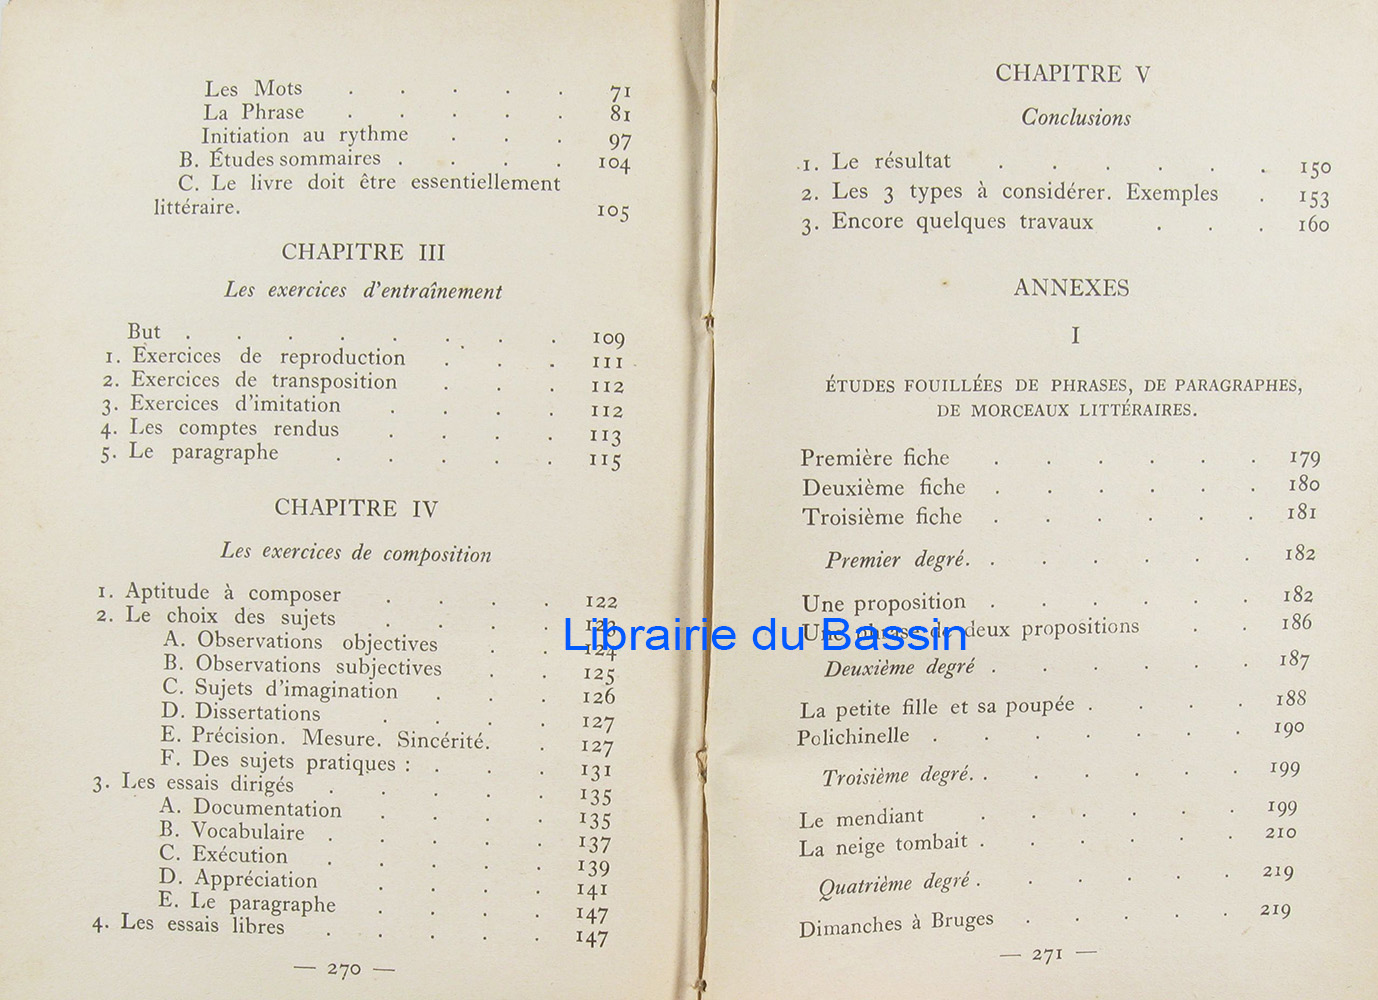 Les Mots . . . . . 71
La Phrase . . . . . 81
Initiation au rythme . . . 97
B. Études sommaires . . . . 104
C. Le livre doit être essentiellement
littéraire. 105
CHAPITRE III
Les exercices d'entraînement
But . . . . . . . . 109
1. Exercices de reproduction . . . 111
2. Exercices de transposition . . . 112
3. Exercices d'imitation . . . . 112
4. Les comptes rendus . . . . 113
5. Le paragraphe . . . . . 115
CHAPITRE IV
Les exercices de composition
1. Aptitude à composer . . . . 122
2. Le choix des sujets . . . . 123
A. Observations objectives . . 124
B. Observations subjectives . . 125
C. Sujets d'imagination . . . 126
D. Dissertations . . . . 127
E. Précision. Mesure. Sincérité. . 127
F. Des sujets pratiques : . . . 131
3. Les essais dirigés . . . . . 135
A. Documentation . . . . 135
B. Vocabulaire . . . . . 137
C. Exécution . . . . . 139
D. Appréciation . . . . 141
E. Le paragraphe . . . . 147
4. Les essais libres . . . . . 147
— 270 —
CHAPITRE V
Conclusions
1. Le résultat . . . . . . 150
2. Les 3 types à considérer. Exemples . 153
3. Encore quelques travaux . . . 160
ANNEXES
I
ÉTUDES FOUILLÉES DE PHRASES, DE PARAGRAPHES,
DE MORCEAUX LITTÉRAIRES.
Première fiche . . . . . . 179
Deuxième fiche . . . . . . 180
Troisième fiche . . . . . . 181
Premier degré. . . . . . . 182
Une proposition . . . . . . 182
Une phrase de deux propositions . . 186
Deuxième degré . . . . . . 187
La petite fille et sa poupée . . . . 188
Polichinelle . . . . . . . 190
Troisième degré. . . . . . . 199
Le mendiant . . . . . . 199
La neige tombait . . . . . . 210
Quatrième degré . . . . . . 219
Dimanches à Bruges . . . . . 219
— 271 —
Librairie du Bassin